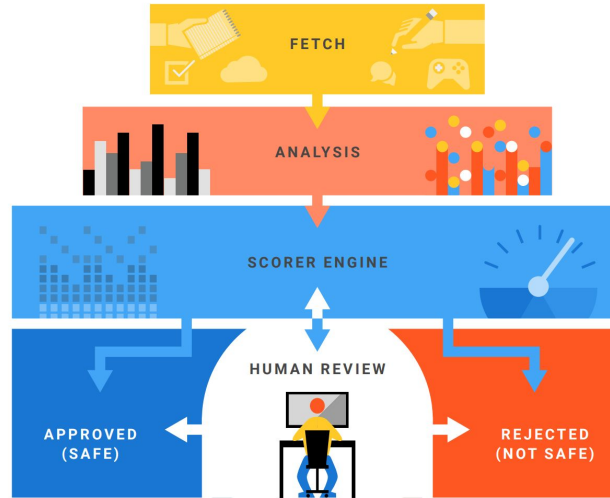 FETCH
ANALYSIS
SCORER ENGINE
HUMAN REVIEW
APPROVED
(SAFE)
REJECTED
(NOT SAFE)